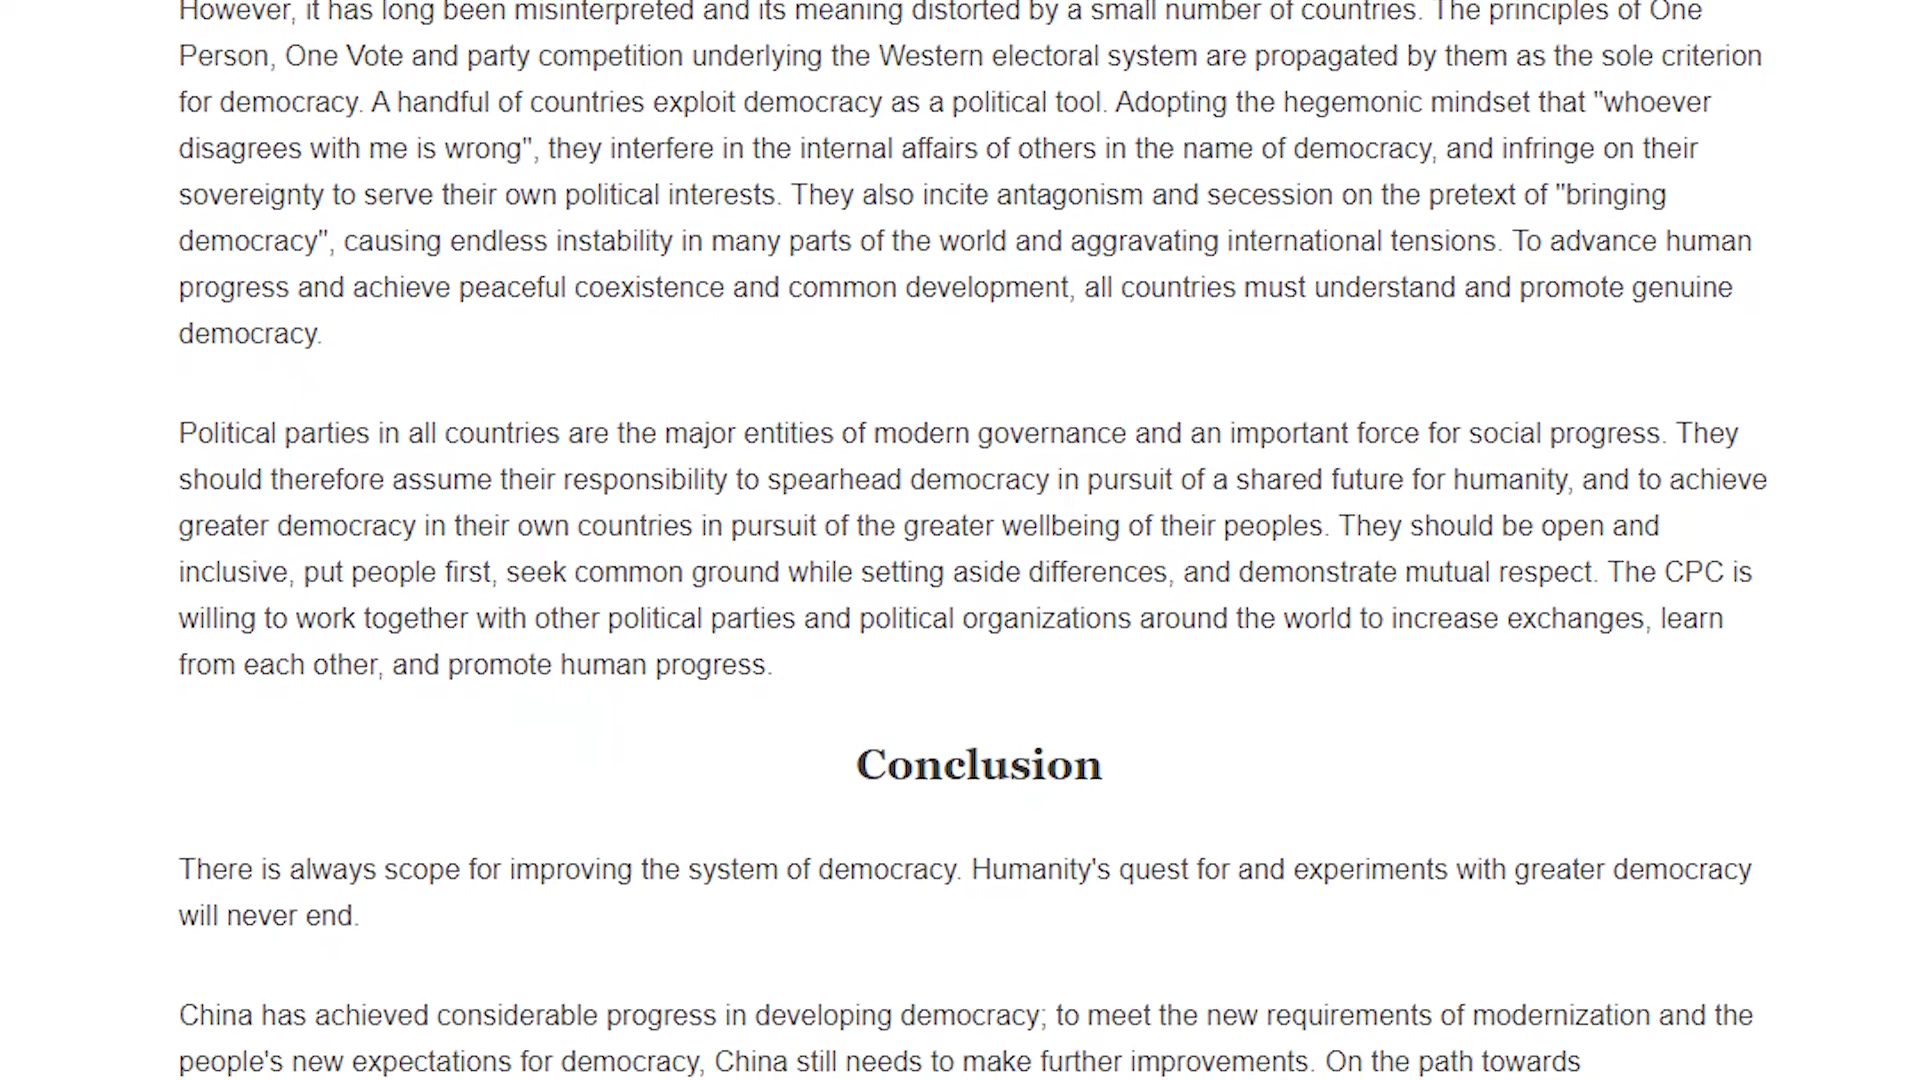 However, it has long been misinterpreted and its meaning distorted by a small number of countries. The principles of One
Person, One Vote and party competition underlying the Western electoral system are propagated by them as the sole criterion
for democracy. A handful of countries exploit democracy as a political tool. Adopting the hegemonic mindset that "whoever
disagrees with me is wrong", they interfere in the internal affairs of others in the name of democracy, and infringe on their
sovereignty to serve their own political interests. They also incite antagonism and secession on the pretext of "bringing
democracy", causing endless instability in many parts of the world and aggravating international tensions. To advance human
progress and achieve peaceful coexistence and common development, all countries must understand and promote genuine
democracy.
Political parties in all countries are the major entities of modern governance and an important force for social progress. They
should therefore assume their responsibility to spearhead democracy in pursuit of a shared future for humanity, and to achieve
greater democracy in their own countries in pursuit of the greater wellbeing of their peoples. They should be open and
inclusive, put people first, seek common ground while setting aside differences, and demonstrate mutual respect. The CPC is
willing to work together with other political parties and political organizations around the world to increase exchanges, learn
from each other, and promote human progress.
Conclusion
There is always scope for improving the system of democracy. Humanity's quest for and experiments with greater democracy
will never end.
China has achieved considerable progress in developing democracy; to meet the new requirements of modernization and the
people's new expectations for democracy, China still needs to make further improvements. On the path towards